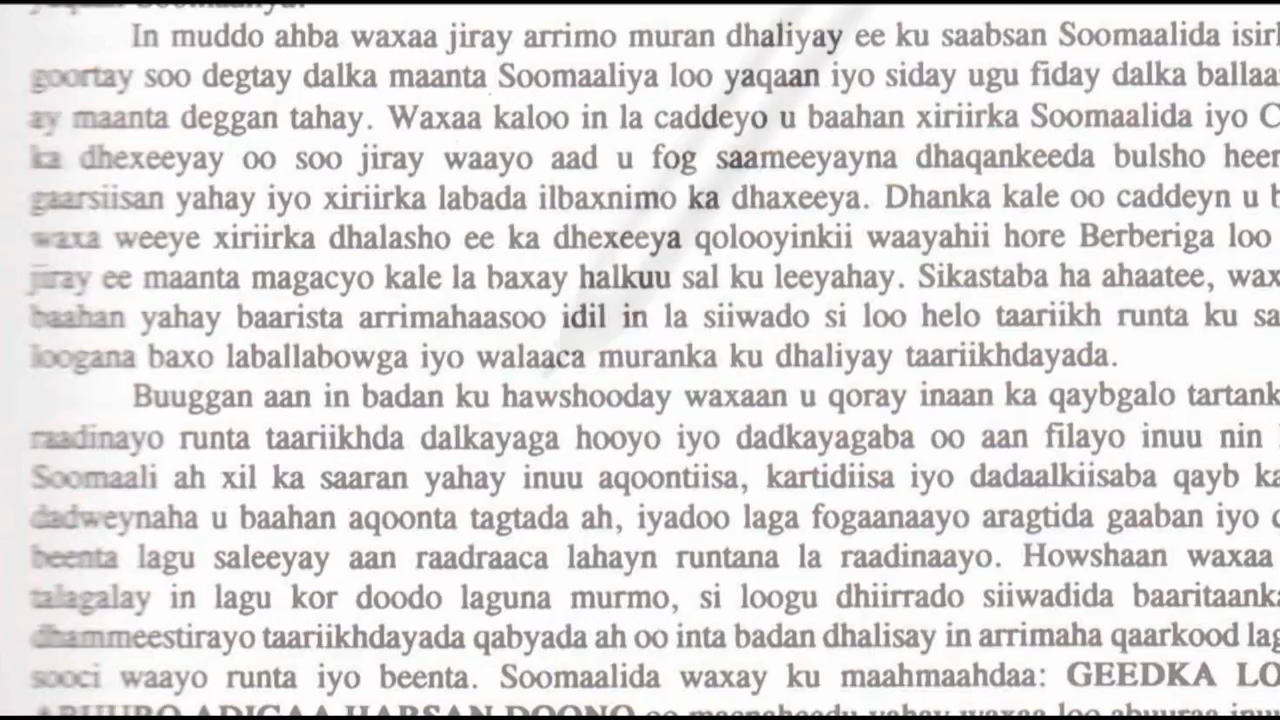 yaqaan Soomaaliya.
In muddo ahba waxaa jiray arrimo muran dhaliyay ee ku saabsan Soomaalida
goortay soo degtay dalka maanta Soomaaliya loo yaqaan iyo siday ugu fiday dalka
ay maanta deggan tahay. Waxaa kaloo in la caddeyo u baahan xiriirka Soomaalida iyo
ka dhexeeyay oo soo jiray waayo aad u fog saameeyayna dhaqankeeda bulsho
gaarsiisan yahay iyo xiriirka labada ilbaxnimo ka dhaxeeya. Dhanka kale oo caddeyn u
waxa weeye xiriirka dhalasho ee ka dhexeeya qolooyinkii waayahii hore Berberiga loo
jiray ee maanta magacyo kale la baxay halkuu sal ku leeyahay. Sikastaba ha ahaatee,
baahan yahay baarista arrimahaasoo idil in la siiwado si loo helo taariikh runta ku
loogana baxo laballabowga iyo walaaca muranka ku dhaliyay taariikhdayada.
Buuggan aan in badan ku hawshooday waxaan u qoray inaan ka qaybgalo
raadinayo runta taariikhda dalkayaga hooyo iyo dadkayagaba oo aan filayo inuu nin
Soomaali ah xil ka saaran yahay inuu aqoontiisa, kartidiisa iyo dadaalkiisaba qayb
dadweynaha u baahan aqoonta tagtada ah, iyadoo laga fogaanaayo aragtida gaaban iyo
beenta lagu saleeyay aan raadraaca lahayn runtana la raadinaayo. Howshaan waxaa
talagalay in lagu kor doodo laguna murmo, si loogu dhiirrado siiwadida
dhammeestirayo taariikhdayada qabyada ah oo inta badan dhalisay in arrimaha qaarkood
sooci waayo runta iyo beenta. Soomaalida waxay ku maahmaahdaa: GEEDKA